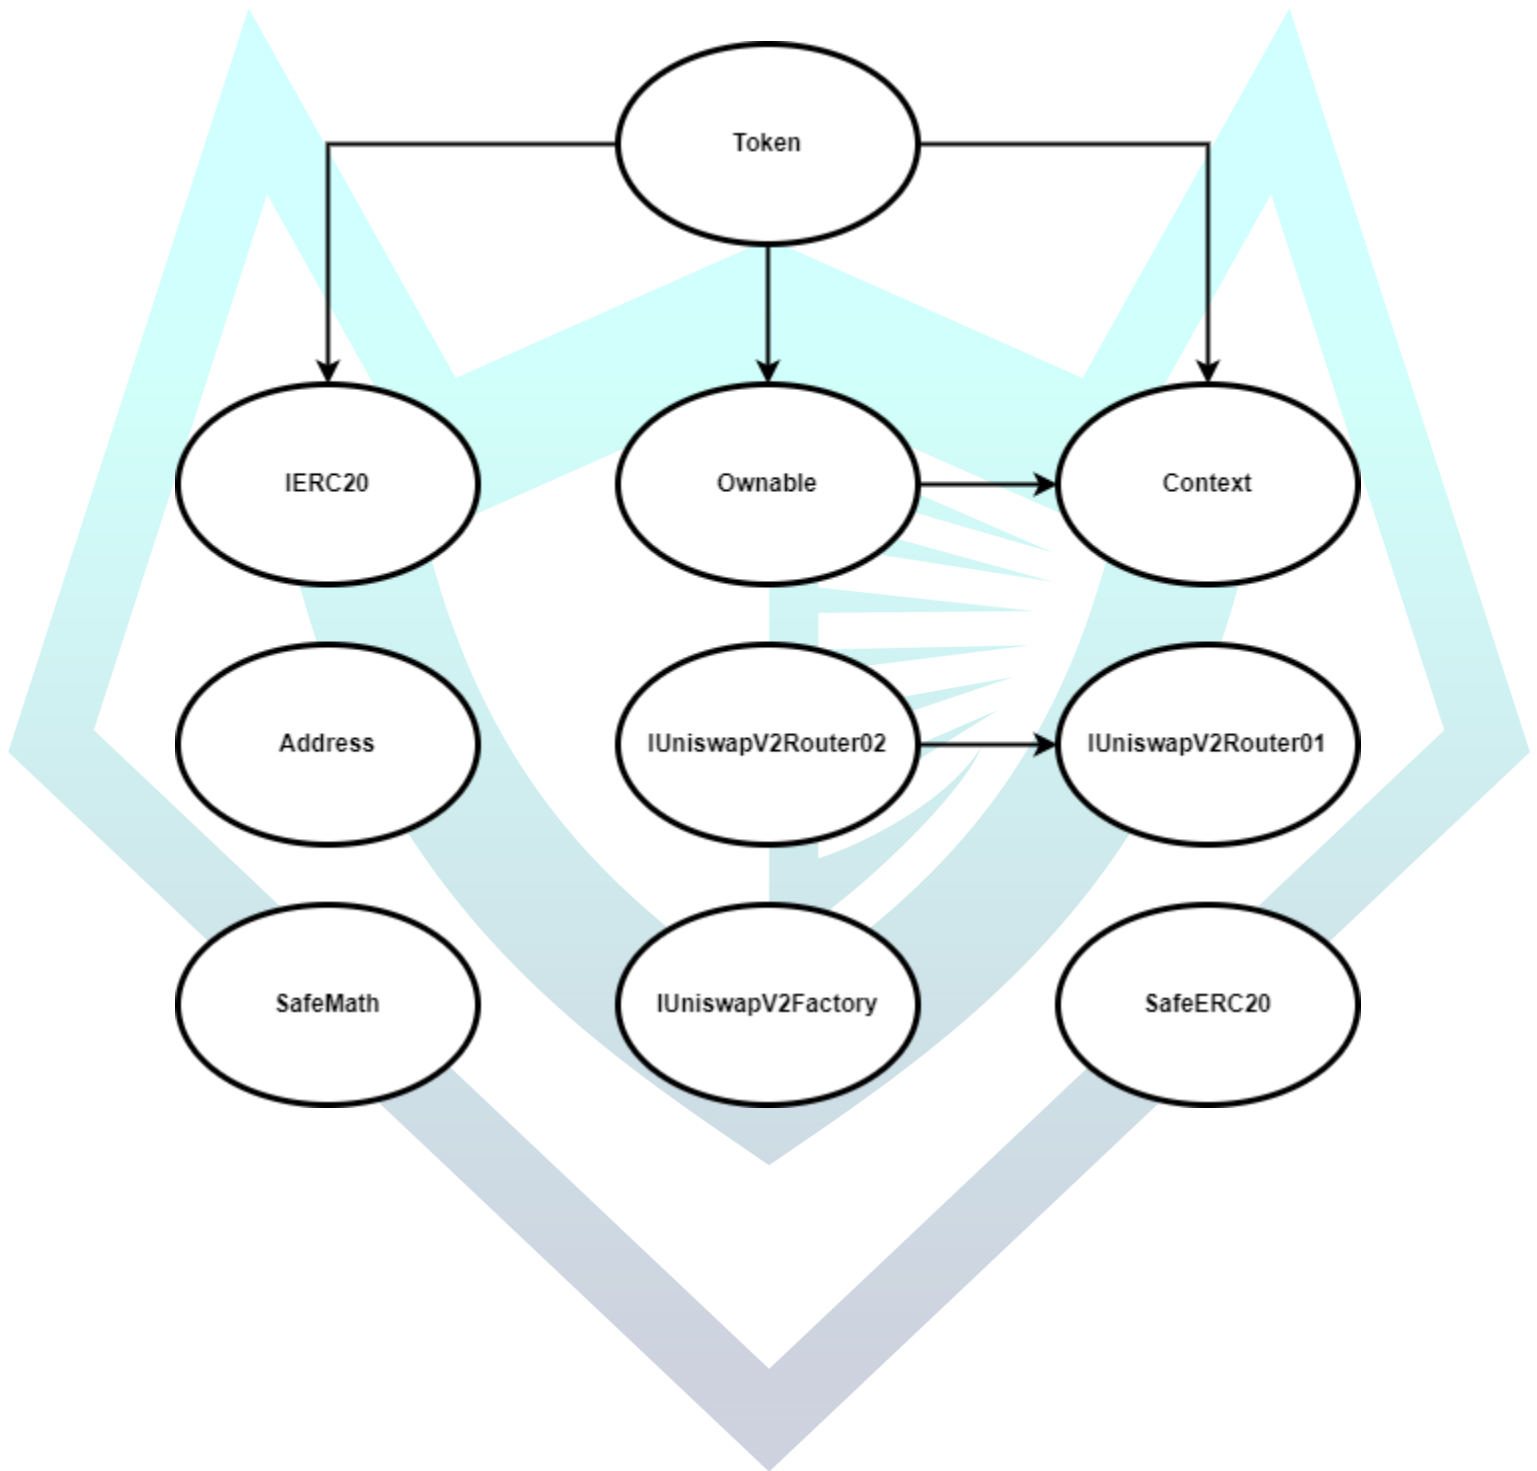 Token
IERC20
Ownable
Context
Address
IUniswapV2Router02
IUniswapV2Router01
SafeMath
IUniswapV2Factory
SafeERC20